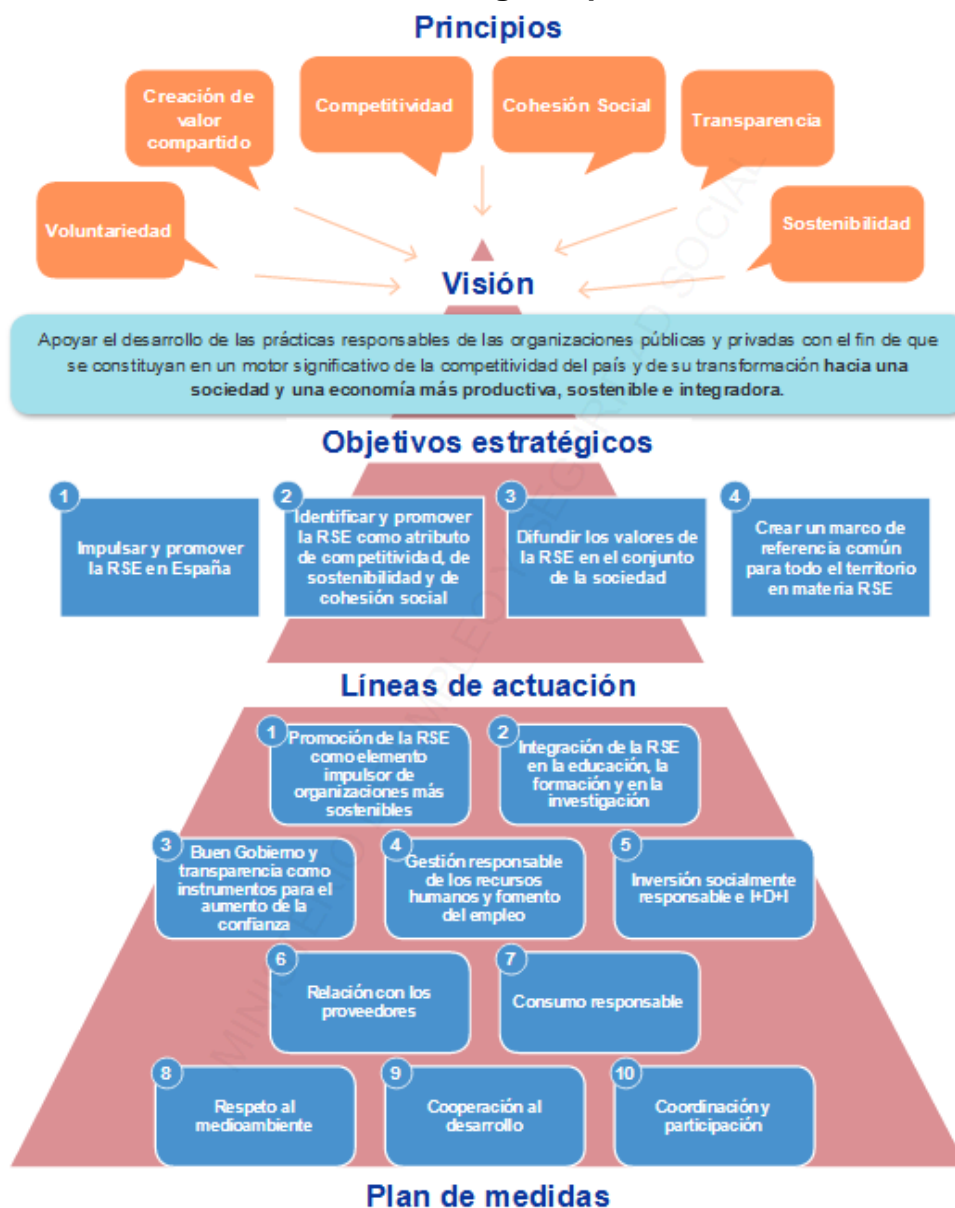 Principios
Creación de
valor
compartido
Competitividad
Cohesión Social
Transparencia
Voluntariedad
Sostenibilidad
Visión
Apoyar el desarrollo de las prácticas responsables de las organizaciones públicas y privadas con el fin de que
se constituyan en un motor significativo de la competitividad del país y de su transformación hacia una
sociedad y una economía más productiva, sostenible e integradora.
Objetivos estratégicos
1
Impulsar y promover
la RSE en España
2
Identificar y promover
la RSE como atributo
de competitividad, de
sostenibilidad y de
cohesión social
3
Difundir los valores de
la RSE en el conjunto
de la sociedad
4
Crear un marco de
referencia común
para todo el territorio
en materia RSE
Líneas de actuación
1
Promoción de la RSE
como elemento
impulsor de
organizaciones más
sostenibles
2
Integración de la RSE
en la educación, la
formación y en la
investigación
3
Buen Gobierno y
transparencia como
instrumentos para el
aumento de la
confianza
4
Gestión responsable
de los recursos
humanos y fomento
del empleo
5
Inversión socialmente
responsable e I+D+I
6
Relación con los
proveedores
7
Consumo responsable
8
Respeto al
medioambiente
9
Cooperación al
desarrollo
10
Coordinación y
participación
Plan de medidas